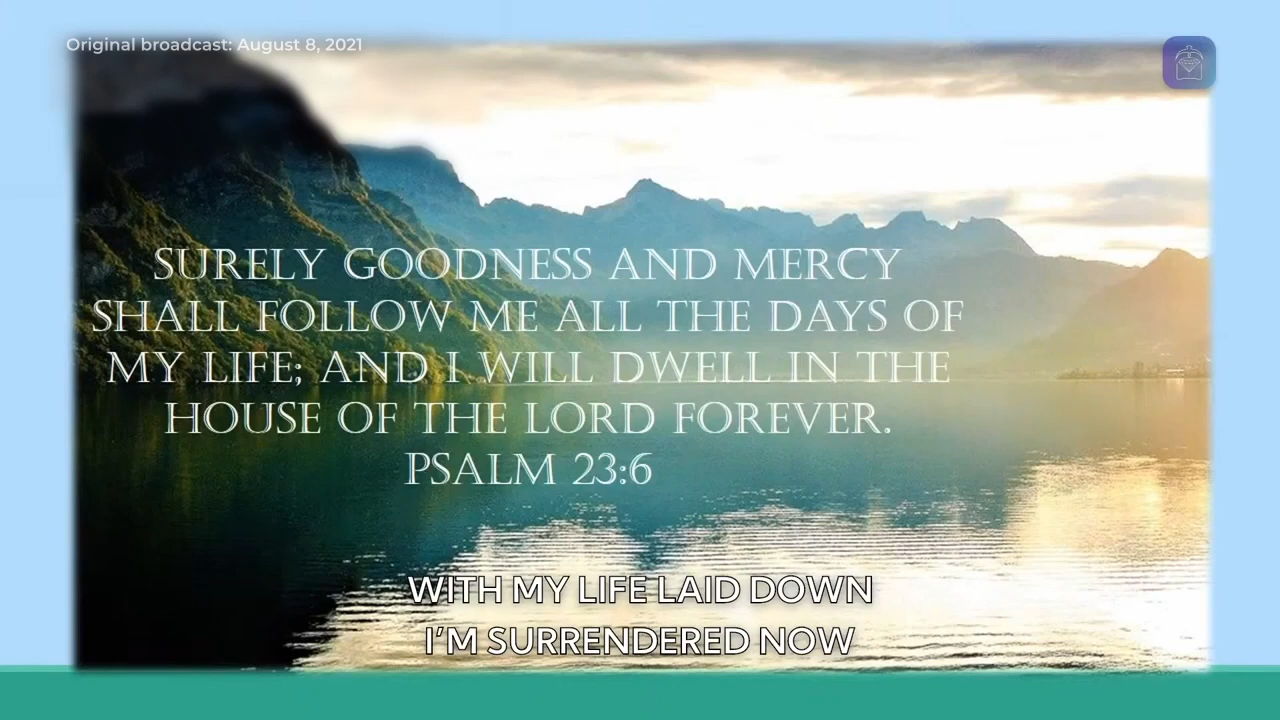 Original broadcast: August 8, 2021
SURELY GOODNESS AND MERCY
SHALL FOLLOW ME ALL THE DAYS OF
MY LIFE; AND I WILL DWELL IN THE
HOUSE OF THE LORD FOREVER.
PSALM 23:6
WITH MY LIFE LAID DOWN
I'M SURRENDERED NOW